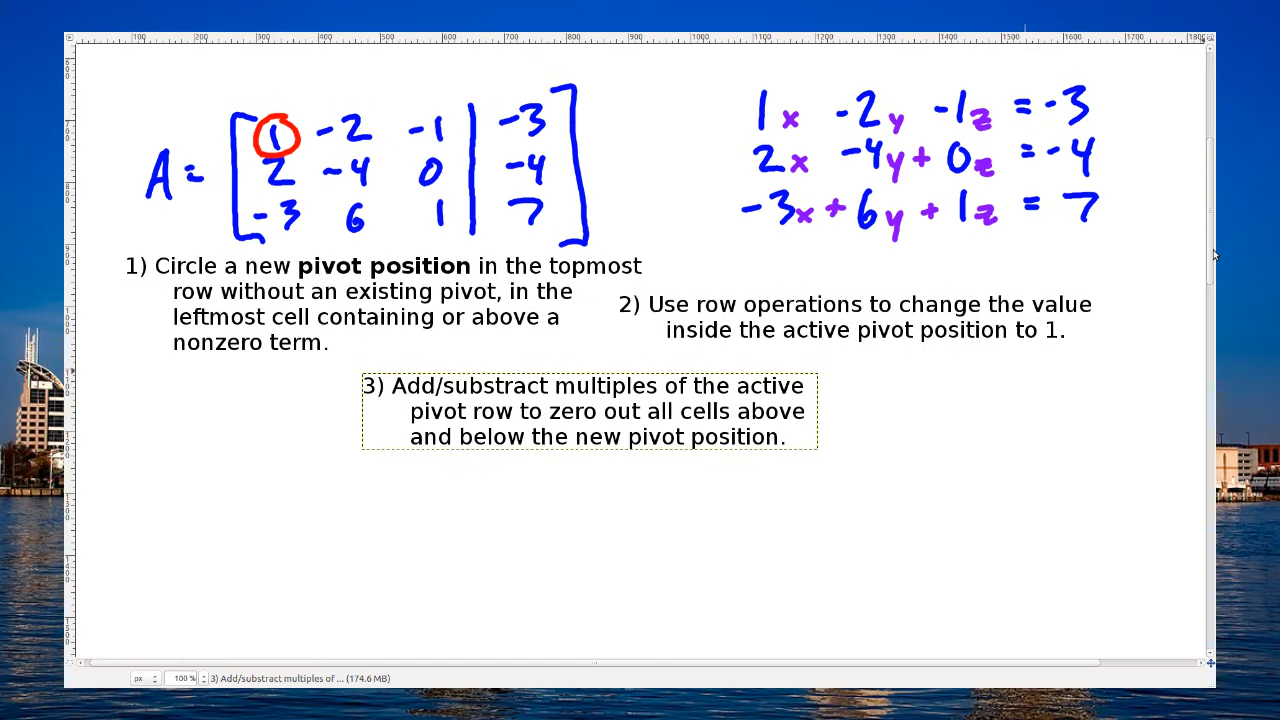 1 -2 -1 -3
A = 2 -4 0 -4
-3 6 1 7
1x -2y -1z = -3
2x -4y + 0z = -4
-3x + 6y + 1z = 7
1) Circle a new pivot position in the topmost
row without an existing pivot, in the
leftmost cell containing or above a
nonzero term.
2) Use row operations to change the value
inside the active pivot position to 1.
3) Add/substract multiples of the active
pivot row to zero out all cells above
and below the new pivot position.
px 100 % 3) Add/substract multiples of ... (174.6 MB)